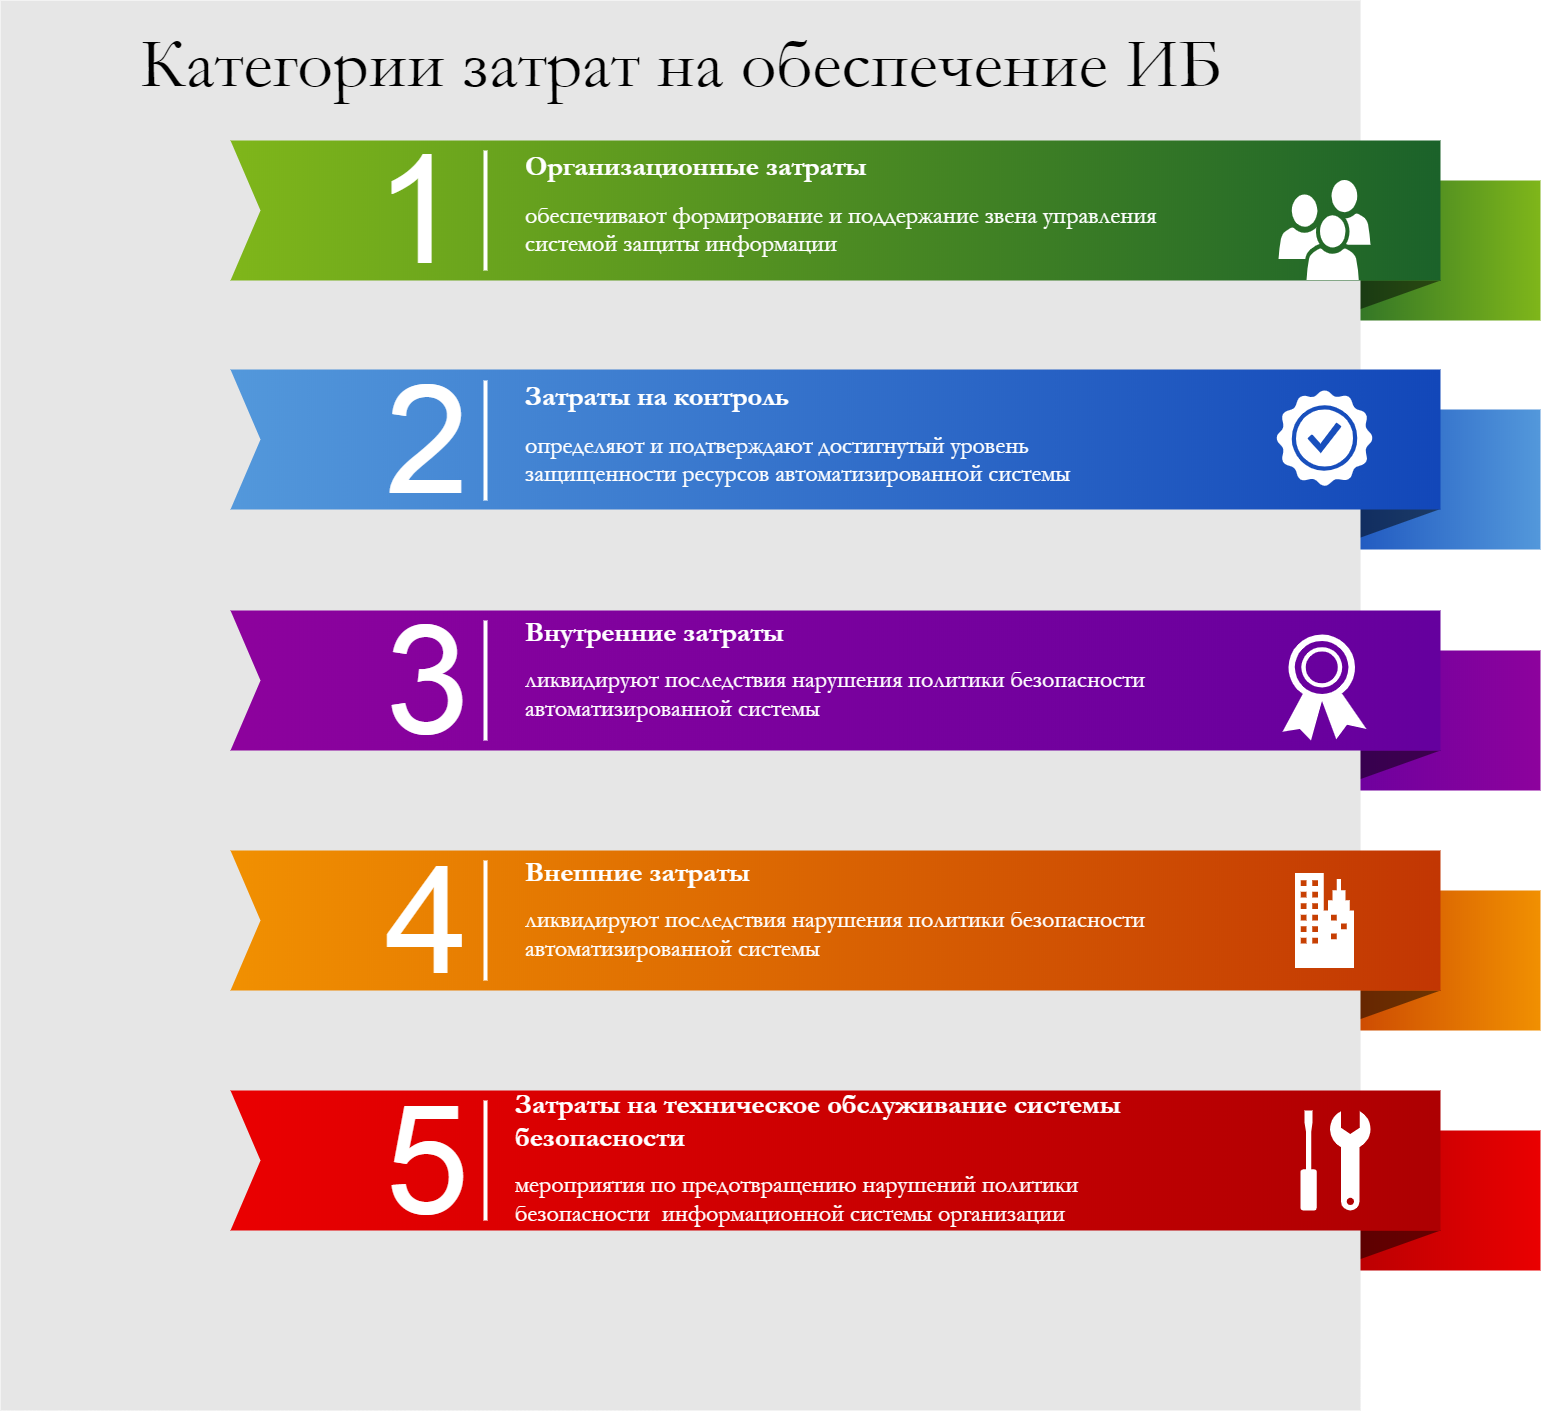 Категории затрат на обеспечение ИБ
1
Организационные затраты
обеспечивают формирование и поддержание звена управления
системой защиты информации
2
Затраты на контроль
определяют и подтверждают достигнутый уровень
защищенности ресурсов автоматизированной системы
3
Внутренние затраты
ликвидируют последствия нарушения политики безопасности
автоматизированной системы
4
Внешние затраты
ликвидируют последствия нарушения политики безопасности
автоматизированной системы
5
Затраты на техническое обслуживание системы
безопасности
мероприятия по предотвращению нарушений политики
безопасности  информационной системы организации